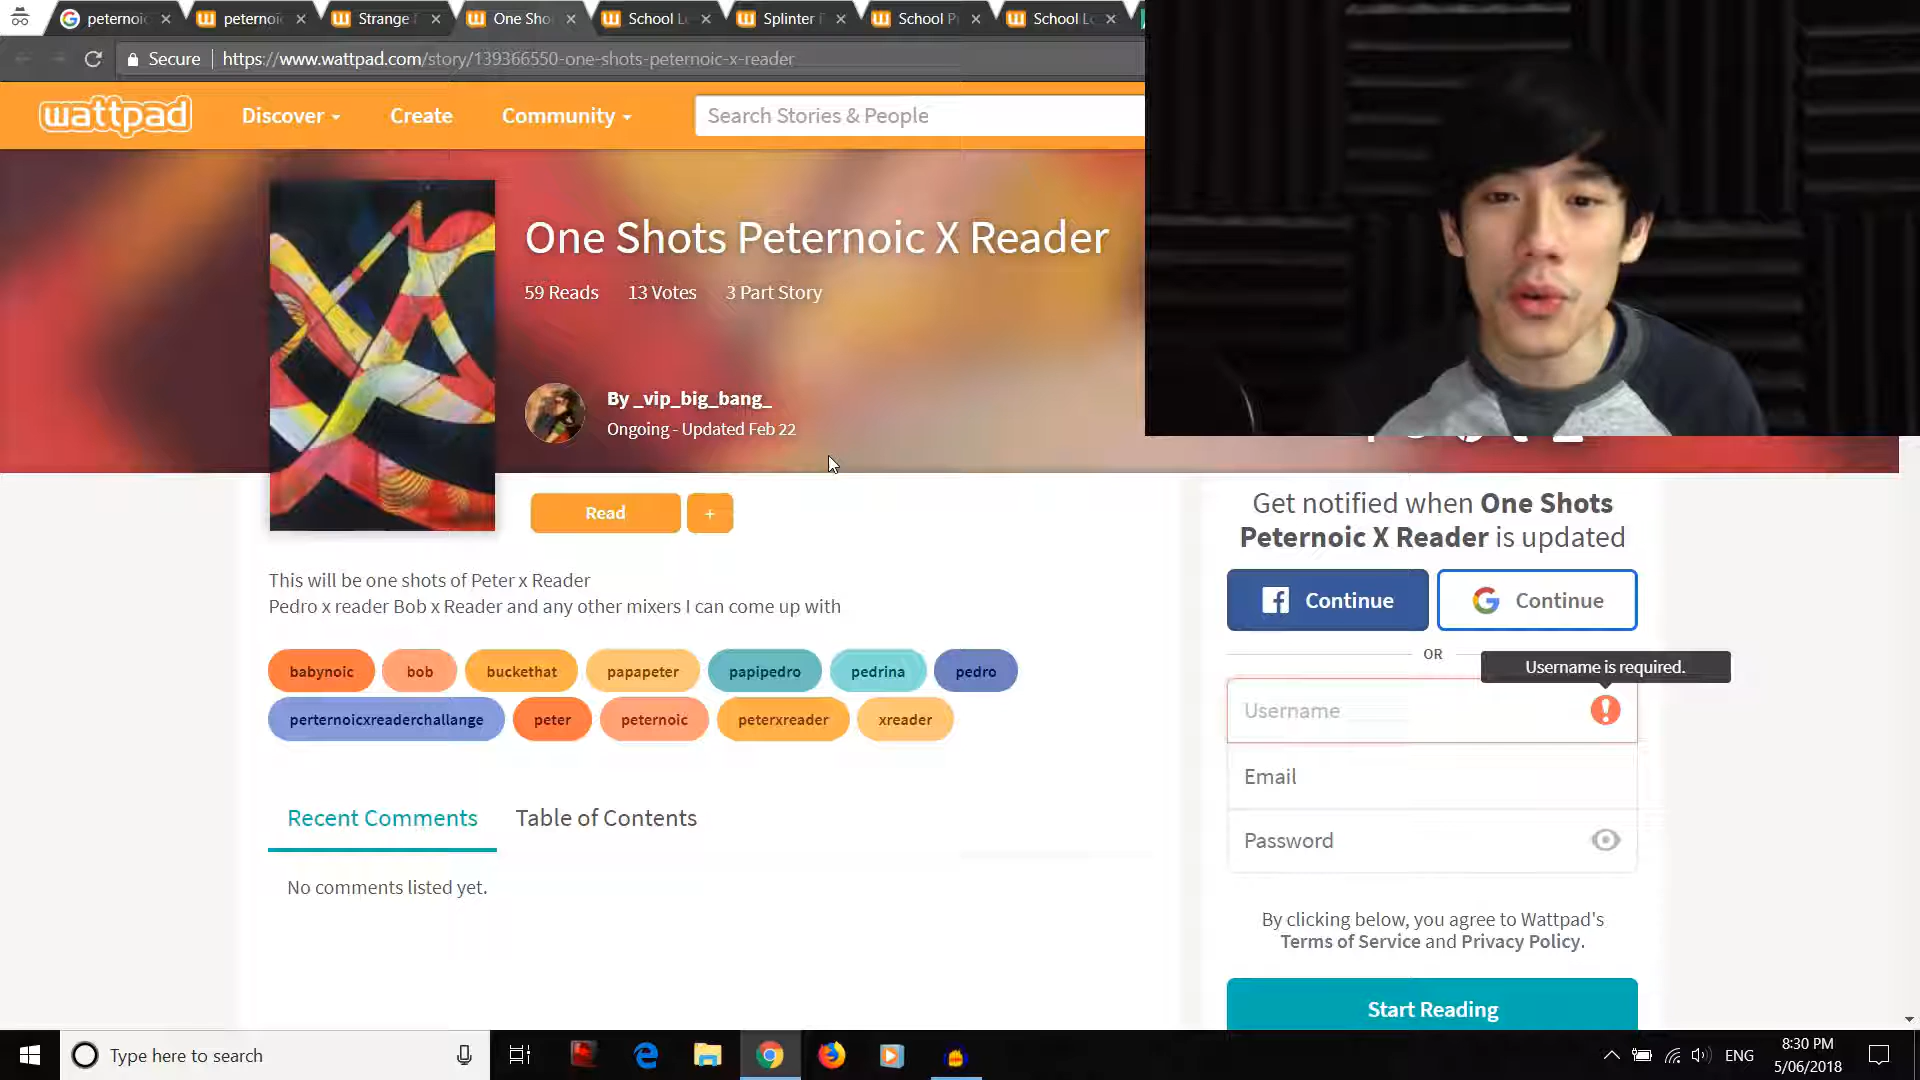 peternoic
peternoic
Strange
One Sho
School L
Splinter
School P
School Lo
Secure
https://www.wattpad.com/story/139366550-one-shots-peternoic-x-reader
wattpad
Discover
Create
Community
Search Stories & People
One Shots Peternoic X Reader
59 Reads
13 Votes
3 Part Story
By _vip_big_bang_
Ongoing - Updated Feb 22
Read
+
This will be one shots of Peter x Reader
Pedro x reader Bob x Reader and any other mixers I can come up with
babynoic
bob
buckethat
papapeter
papipedro
pedrina
pedro
perternoicxreaderchallange
peter
peternoic
peterxreader
xreader
Recent Comments
Table of Contents
No comments listed yet.
Get notified when One Shots
Peternoic X Reader is updated
Continue
Continue
OR
Username is required.
Username
Email
Password
By clicking below, you agree to Wattpad's
Terms of Service and Privacy Policy.
Start Reading
Type here to search
ENG
8:30 PM
5/06/2018